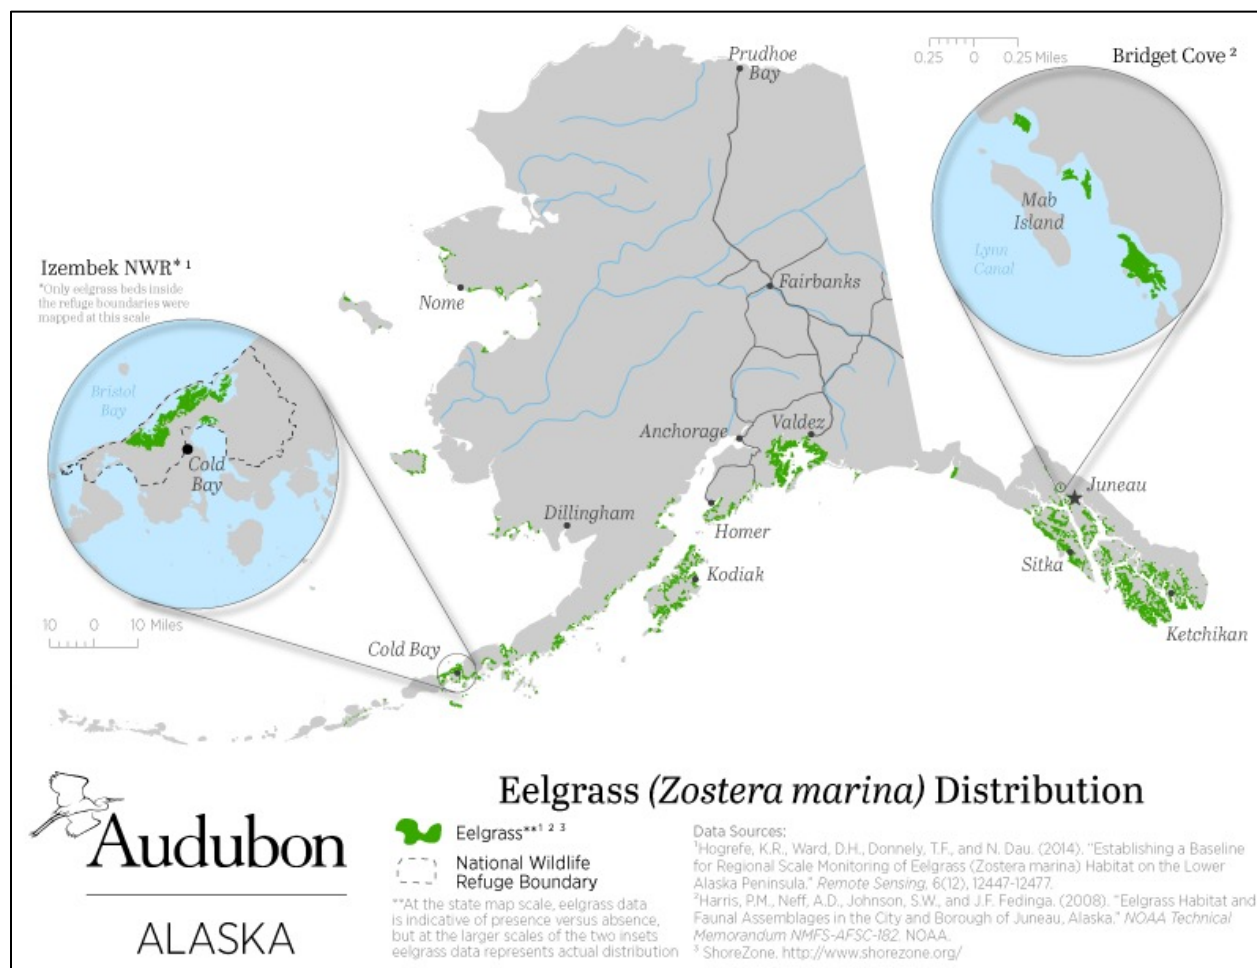 Prudhoe
Bay
0.25 0 0.25 Miles
Bridget Cove ²
Mab
Island
Lynn
Canal
Izembek NWR* ¹
*Only eelgrass beds inside
the refuge boundaries were
mapped at this scale
Nome
Fairbanks
Bristol
Bay
Cold
Bay
Anchorage
Valdez
Juneau
Dillingham
Homer
Sitka
Kodiak
Ketchikan
10 0 10 Miles
Cold Bay
Eelgrass (Zostera marina) Distribution
Audubon
ALASKA
Eelgrass**¹ ² ³
National Wildlife
Refuge Boundary
**At the state map scale, eelgrass data
is indicative of presence versus absence,
but at the larger scales of the two insets
eelgrass data represents actual distribution
Data Sources:
¹Hogrefe, K.R., Ward, D.H., Donnely, T.F., and N. Dau. (2014). "Establishing a Baseline
for Regional Scale Monitoring of Eelgrass (Zostera marina) Habitat on the Lower
Alaska Peninsula." Remote Sensing, 6(12), 12447-12477.
²Harris, P.M., Neff, A.D., Johnson, S.W., and J.F. Fedinga. (2008). "Eelgrass Habitat and
Faunal Assemblages in the City and Borough of Juneau, Alaska." NOAA Technical
Memorandum NMFS-AFSC-182. NOAA.
³ ShoreZone. http://www.shorezone.org/